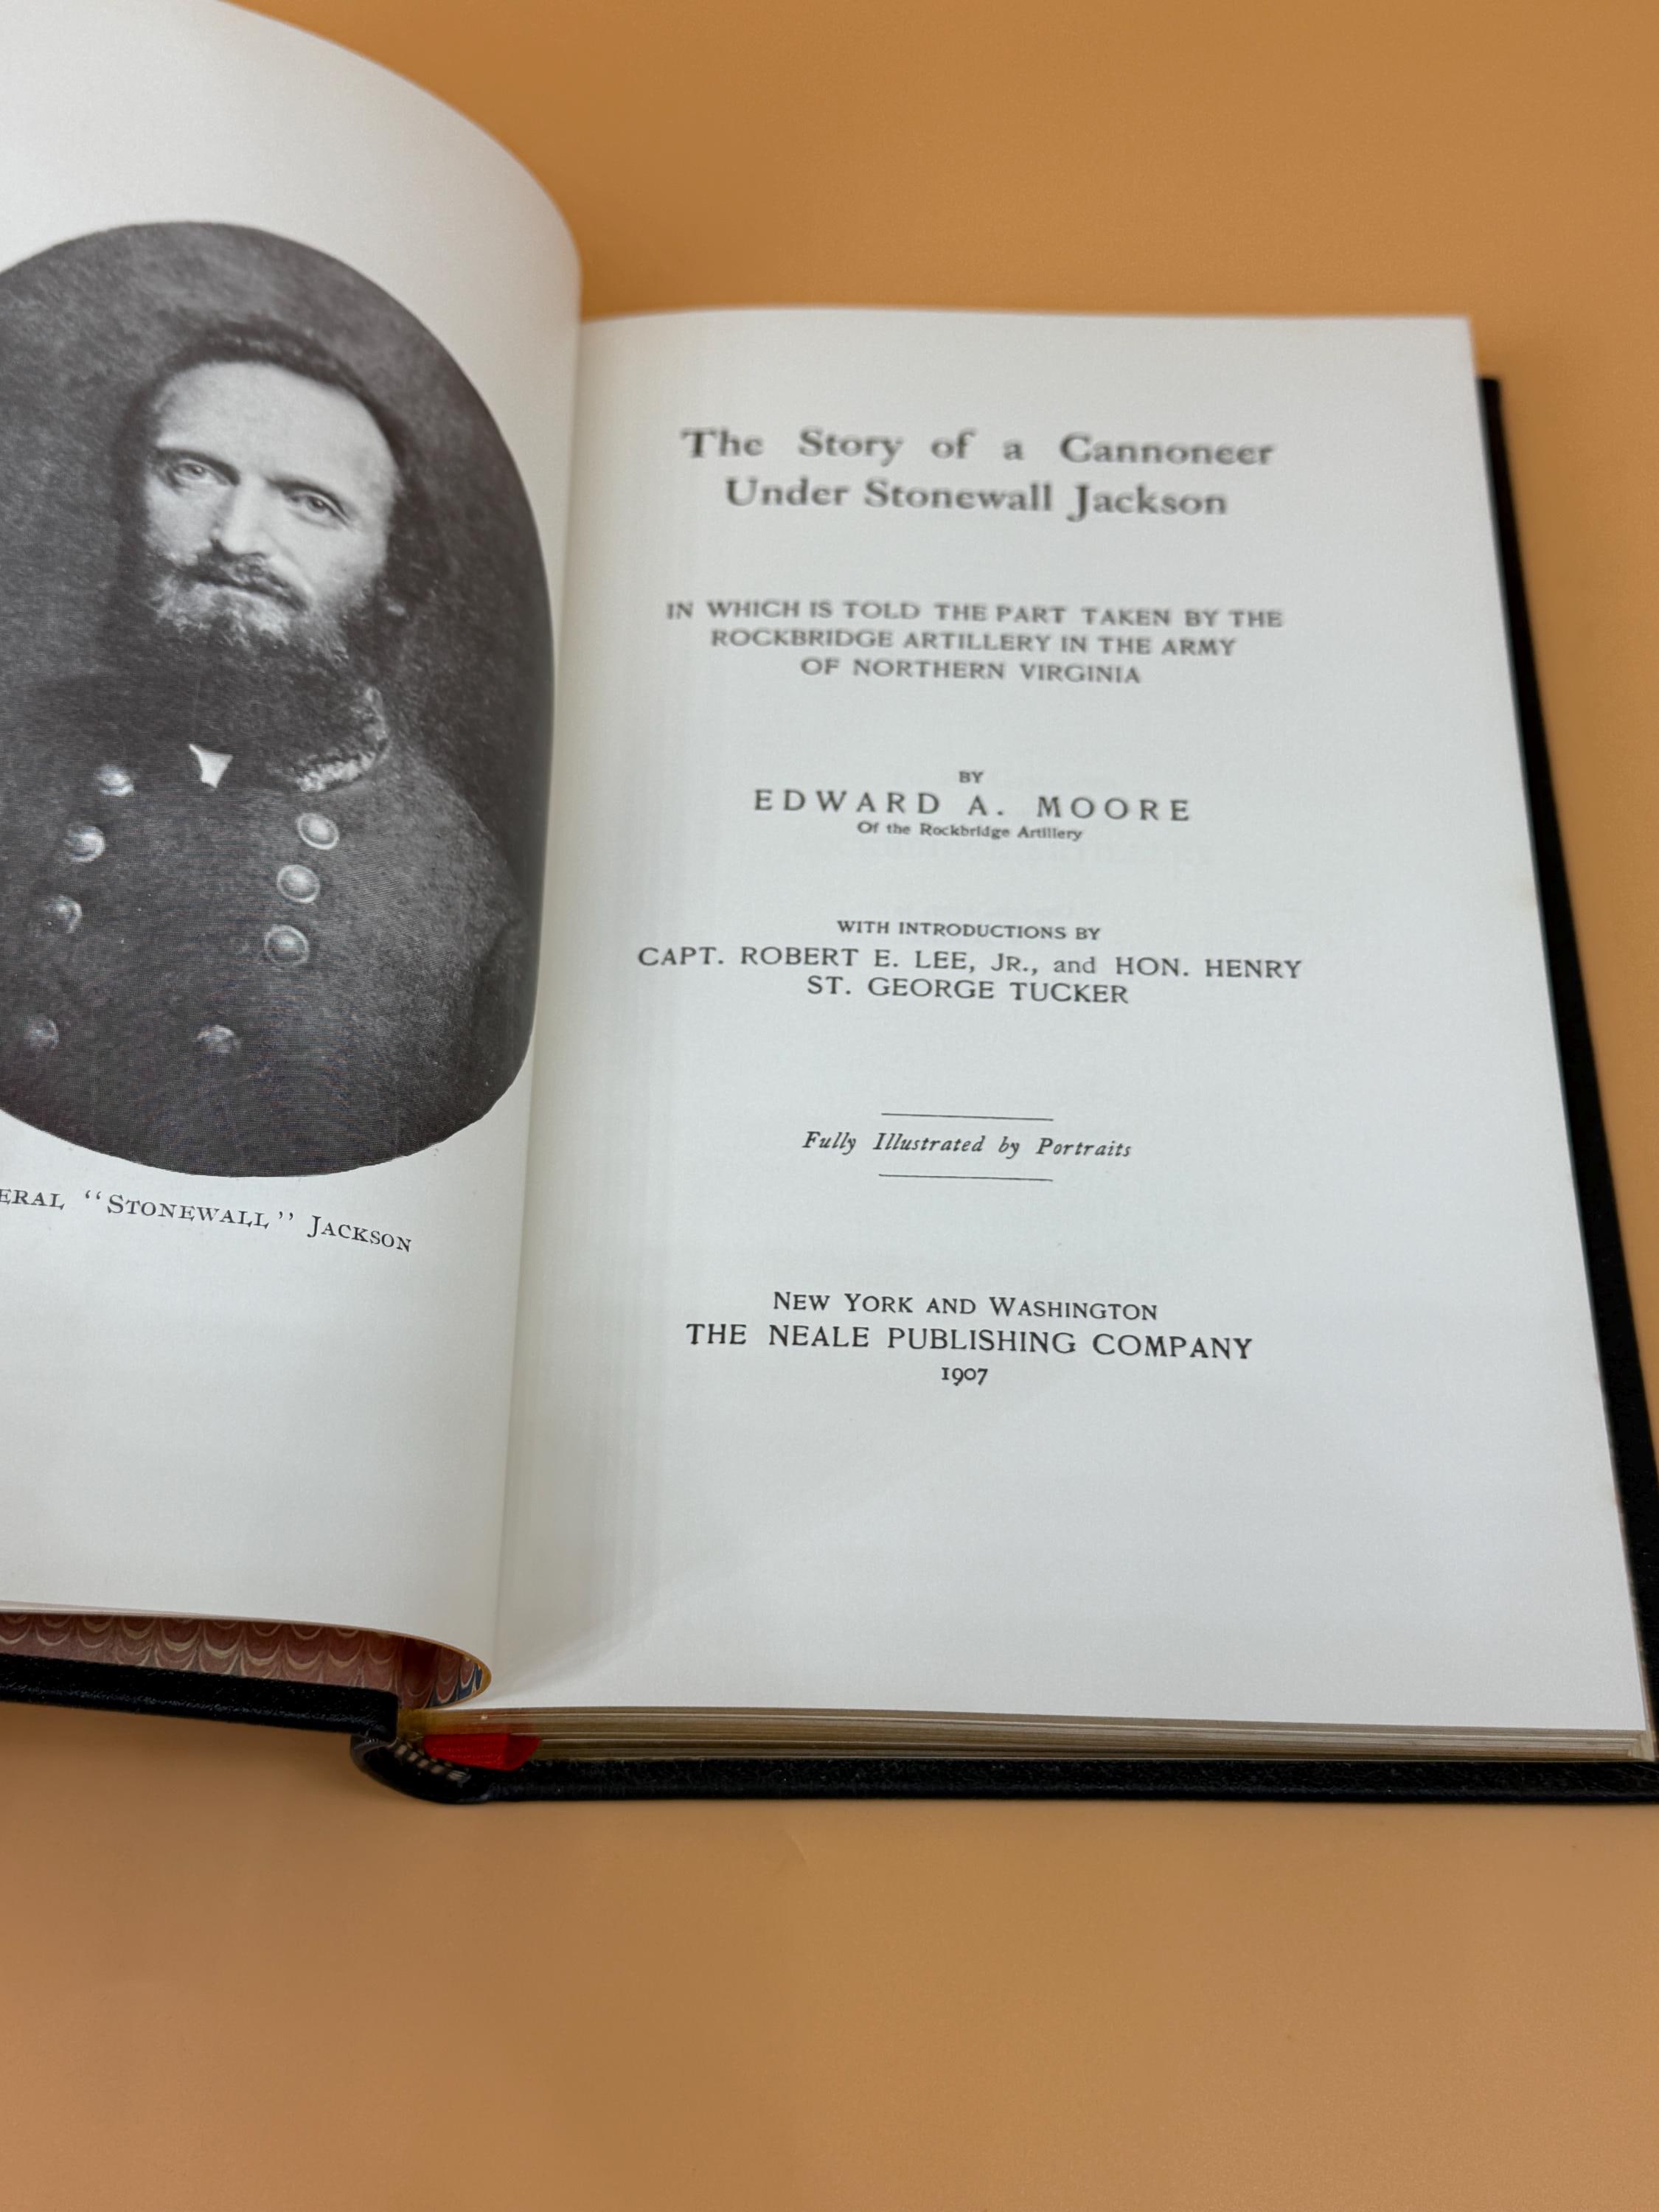 ERAL “STONEWALL” JACKSON
The Story of a Cannoneer
Under Stonewall Jackson
IN WHICH IS TOLD THE PART TAKEN BY THE
ROCKBRIDGE ARTILLERY IN THE ARMY
OF NORTHERN VIRGINIA
BY
EDWARD A. MOORE
Of the Rockbridge Artillery
WITH INTRODUCTIONS BY
CAPT. ROBERT E. LEE, JR., and HON. HENRY
ST. GEORGE TUCKER
Fully Illustrated by Portraits
NEW YORK AND WASHINGTON
THE NEALE PUBLISHING COMPANY
1907